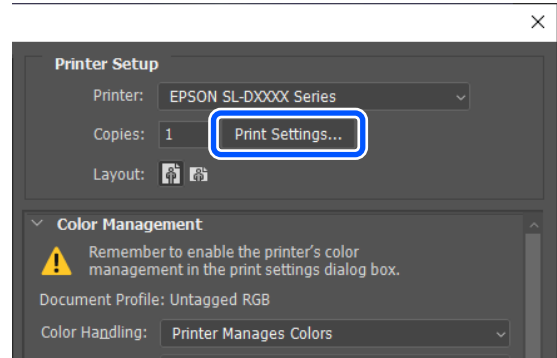 Printer Setup
Printer: EPSON SL-DXXXX Series
Copies: 1 Print Settings...
Layout:
Color Management
Remember to enable the printer's color
management in the print settings dialog box.
Document Profile: Untagged RGB
Color Handling: Printer Manages Colors